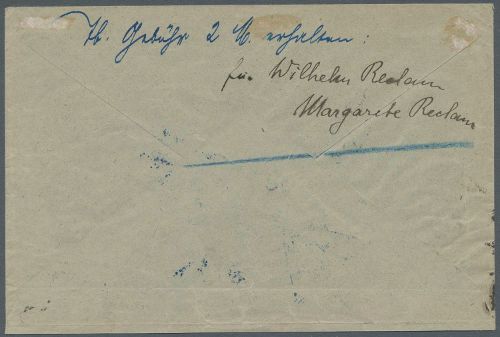 Gebühr 2 M. erhalten:
für Wilhelm Reclam
Margarete Reclam